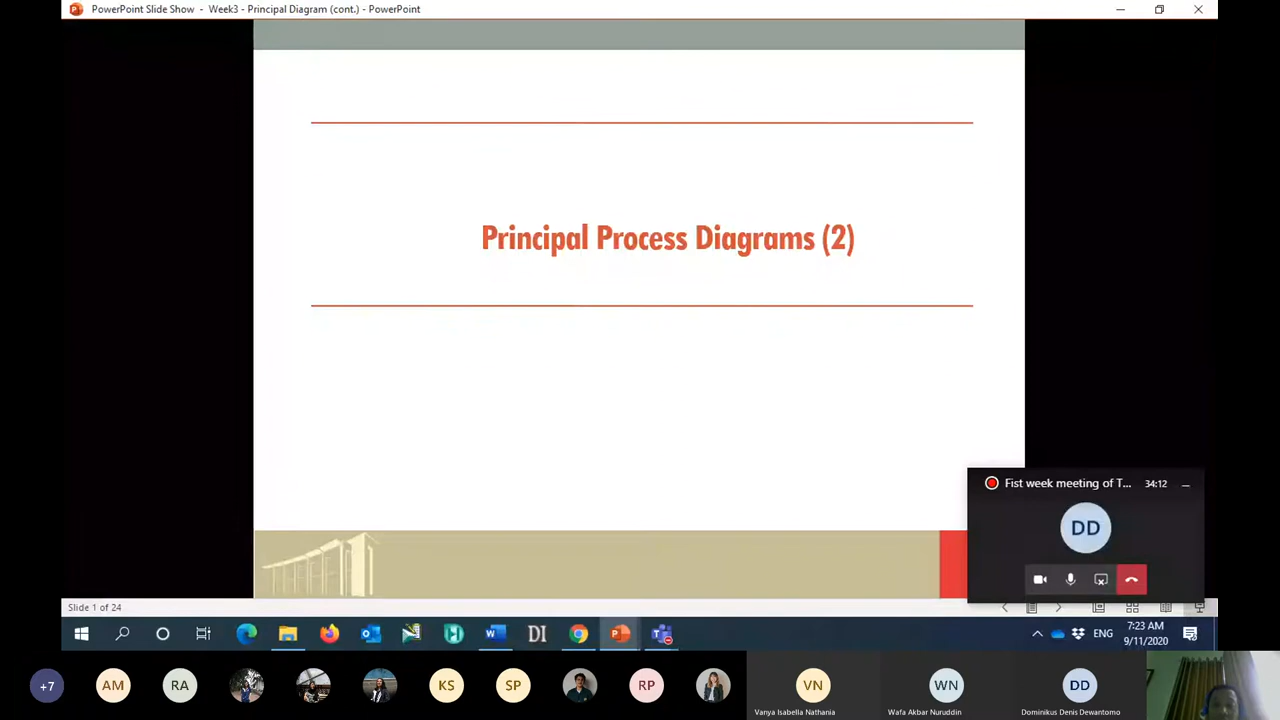 PowerPoint Slide Show - Week3 - Principal Diagram (cont.) - PowerPoint
Principal Process Diagrams (2)
Fist week meeting of T... 34:12
DD
Slide 1 of 24
DI
ENG
7:23 AM
9/11/2020
+7
AM
RA
KS
SP
RP
VN
WN
DD
Vanya Isabella Nathania
Wafa Akbar Nuruddin
Dominikus Denis Dewantomo